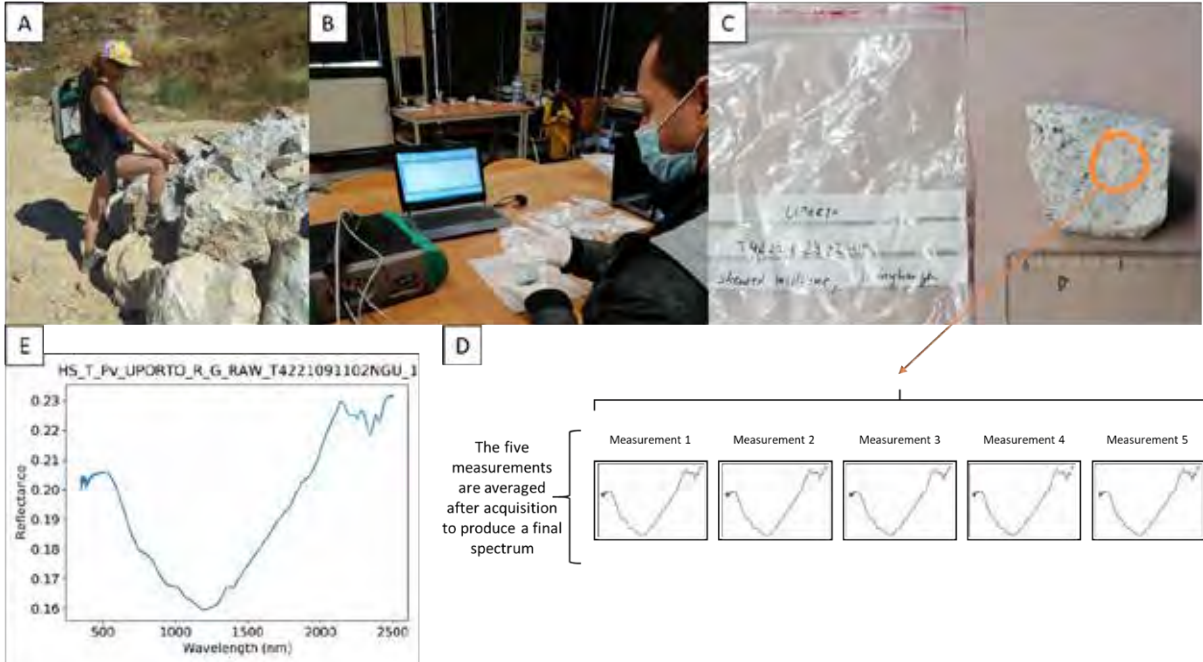 A
B
C
UPORTO
E
HS_T_Pv_UPORTO_R_G_RAW_T4221091102NGU_1
0.23
0.22
0.21
0.20
0.19
0.18
0.17
0.16
Reflectance
500
1000
1500
2000
2500
Wavelength (nm)
D
The five
measurements
are averaged
after acquisition
to produce a final
spectrum
Measurement 1
Measurement 2
Measurement 3
Measurement 4
Measurement 5